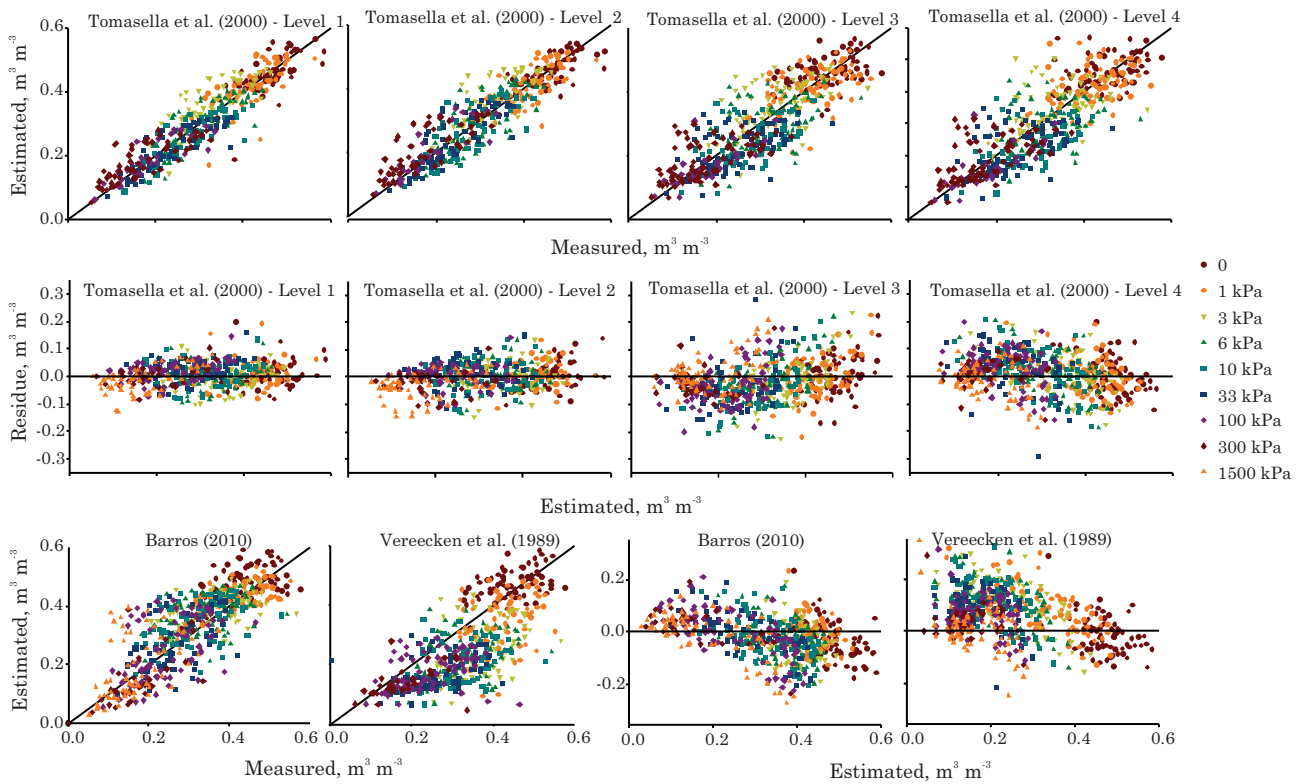 Tomasella et al. (2000) - Level 1
Tomasella et al. (2000) - Level 2
Tomasella et al. (2000) - Level 3
Tomasella et al. (2000) - Level 4
Estimated, m³ m⁻³
0.6
0.4
0.2
0.0
Measured, m³ m⁻³
Tomasella et al. (2000) - Level 1
Tomasella et al. (2000) - Level 2
Tomasella et al. (2000) - Level 3
Tomasella et al. (2000) - Level 4
Residue, m³ m⁻³
0.3
0.2
0.1
0.0
-0.1
-0.2
-0.3
Estimated, m³ m⁻³
0
1 kPa
3 kPa
6 kPa
10 kPa
33 kPa
100 kPa
300 kPa
1500 kPa
Barros (2010)
Vereecken et al. (1989)
Barros (2010)
Vereecken et al. (1989)
Estimated, m³ m⁻³
0.6
0.4
0.2
0.0
0.2
0.0
-0.2
0.0 0.2 0.4 0.6
0.0 0.2 0.4 0.6
0.0 0.2 0.4 0.6
0.0 0.2 0.4 0.6
Measured, m³ m⁻³
Estimated, m³ m⁻³